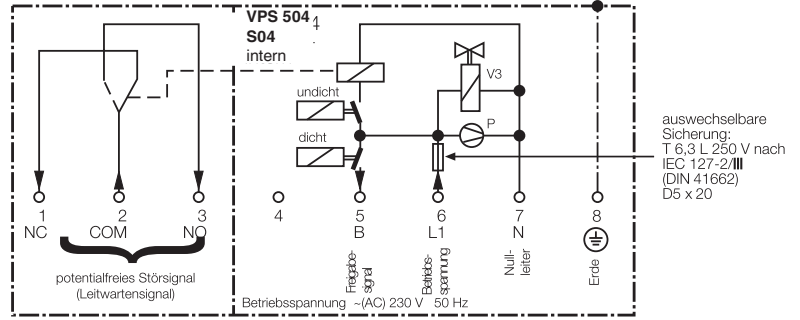 VPS 504
S04
intern
undicht
dicht
V3
P
auswechselbare
Sicherung:
T 6,3 L 250 V nach
IEC 127-2/III
(DIN 41662)
D5 x 20
1 2 3 4 5 6 7 8
NC COM NO B L1 N
potentialfreies Störsignal
(Leitwartensignal)
Freigabe-
signal
Betriebs-
spannung
Null-
leiter
Erde
Betriebsspannung ~(AC) 230 V 50 Hz